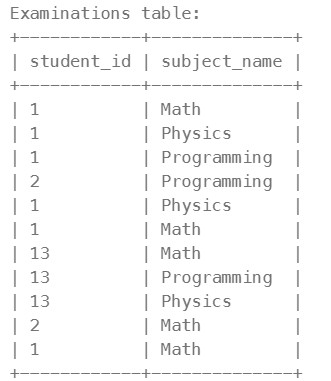 Examinations table:
+------------+--------------+
| student_id | subject_name |
+------------+--------------+
| 1          | Math         |
| 1          | Physics      |
| 1          | Programming  |
| 2          | Programming  |
| 1          | Physics      |
| 1          | Math         |
| 13         | Math         |
| 13         | Programming  |
| 13         | Physics      |
| 2          | Math         |
| 1          | Math         |
+------------+--------------+